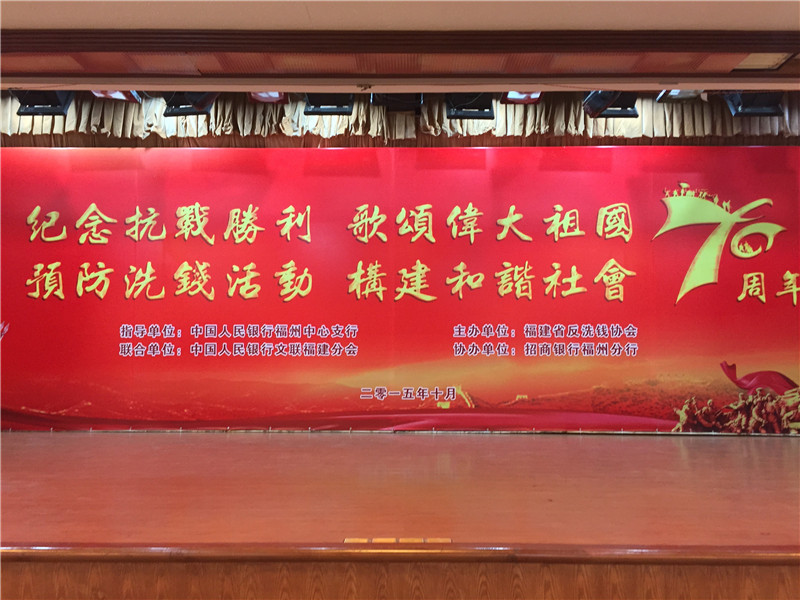 紀念抗戰勝利 歌頌偉大祖國
預防洗錢活動 構建和諧社會
70周年
指导单位：中国人民银行福州中心支行
联合单位：中国人民银行文联福建分会
主办单位：福建省反洗钱协会
协办单位：招商银行福州分行
二零一五年十月